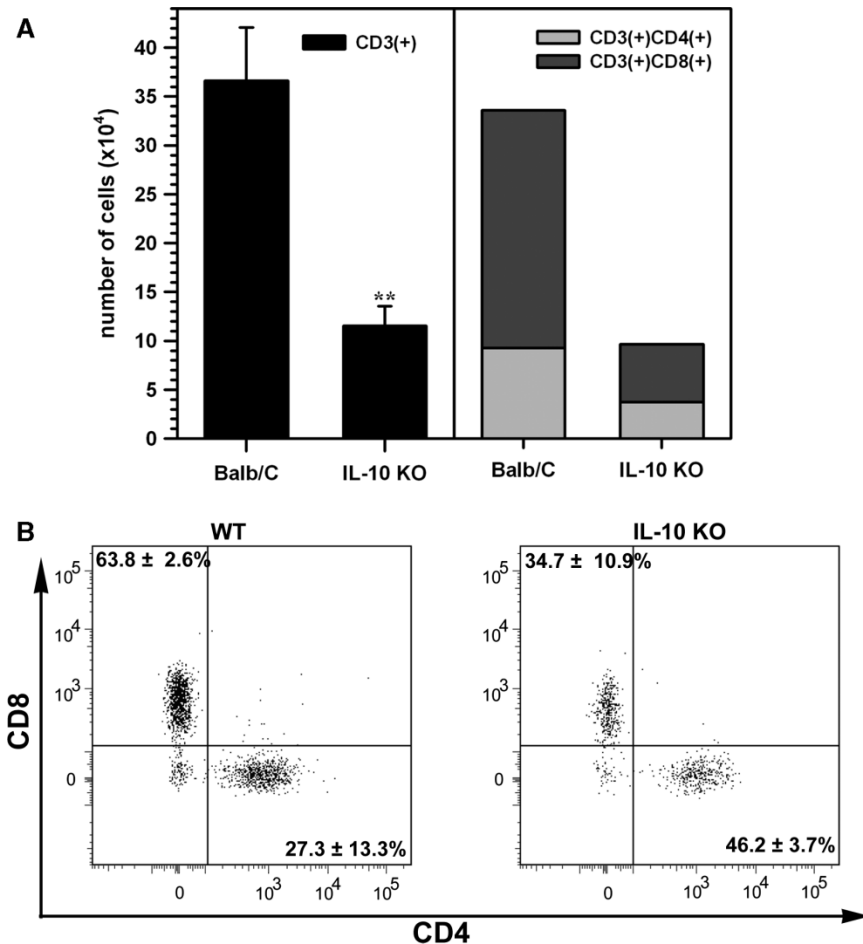 A
number of cells (x10⁴)
40
35
30
25
20
15
10
5
0
CD3(+)
**
CD3(+)CD4(+)
CD3(+)CD8(+)
Balb/C
IL-10 KO
Balb/C
IL-10 KO
B
WT
IL-10 KO
63.8 ± 2.6%
34.7 ± 10.9%
10⁵
10⁴
10³
0
10⁵
10⁴
10³
0
27.3 ± 13.3%
46.2 ± 3.7%
0 10³ 10⁴ 10⁵
0 10³ 10⁴ 10⁵
CD8
CD4